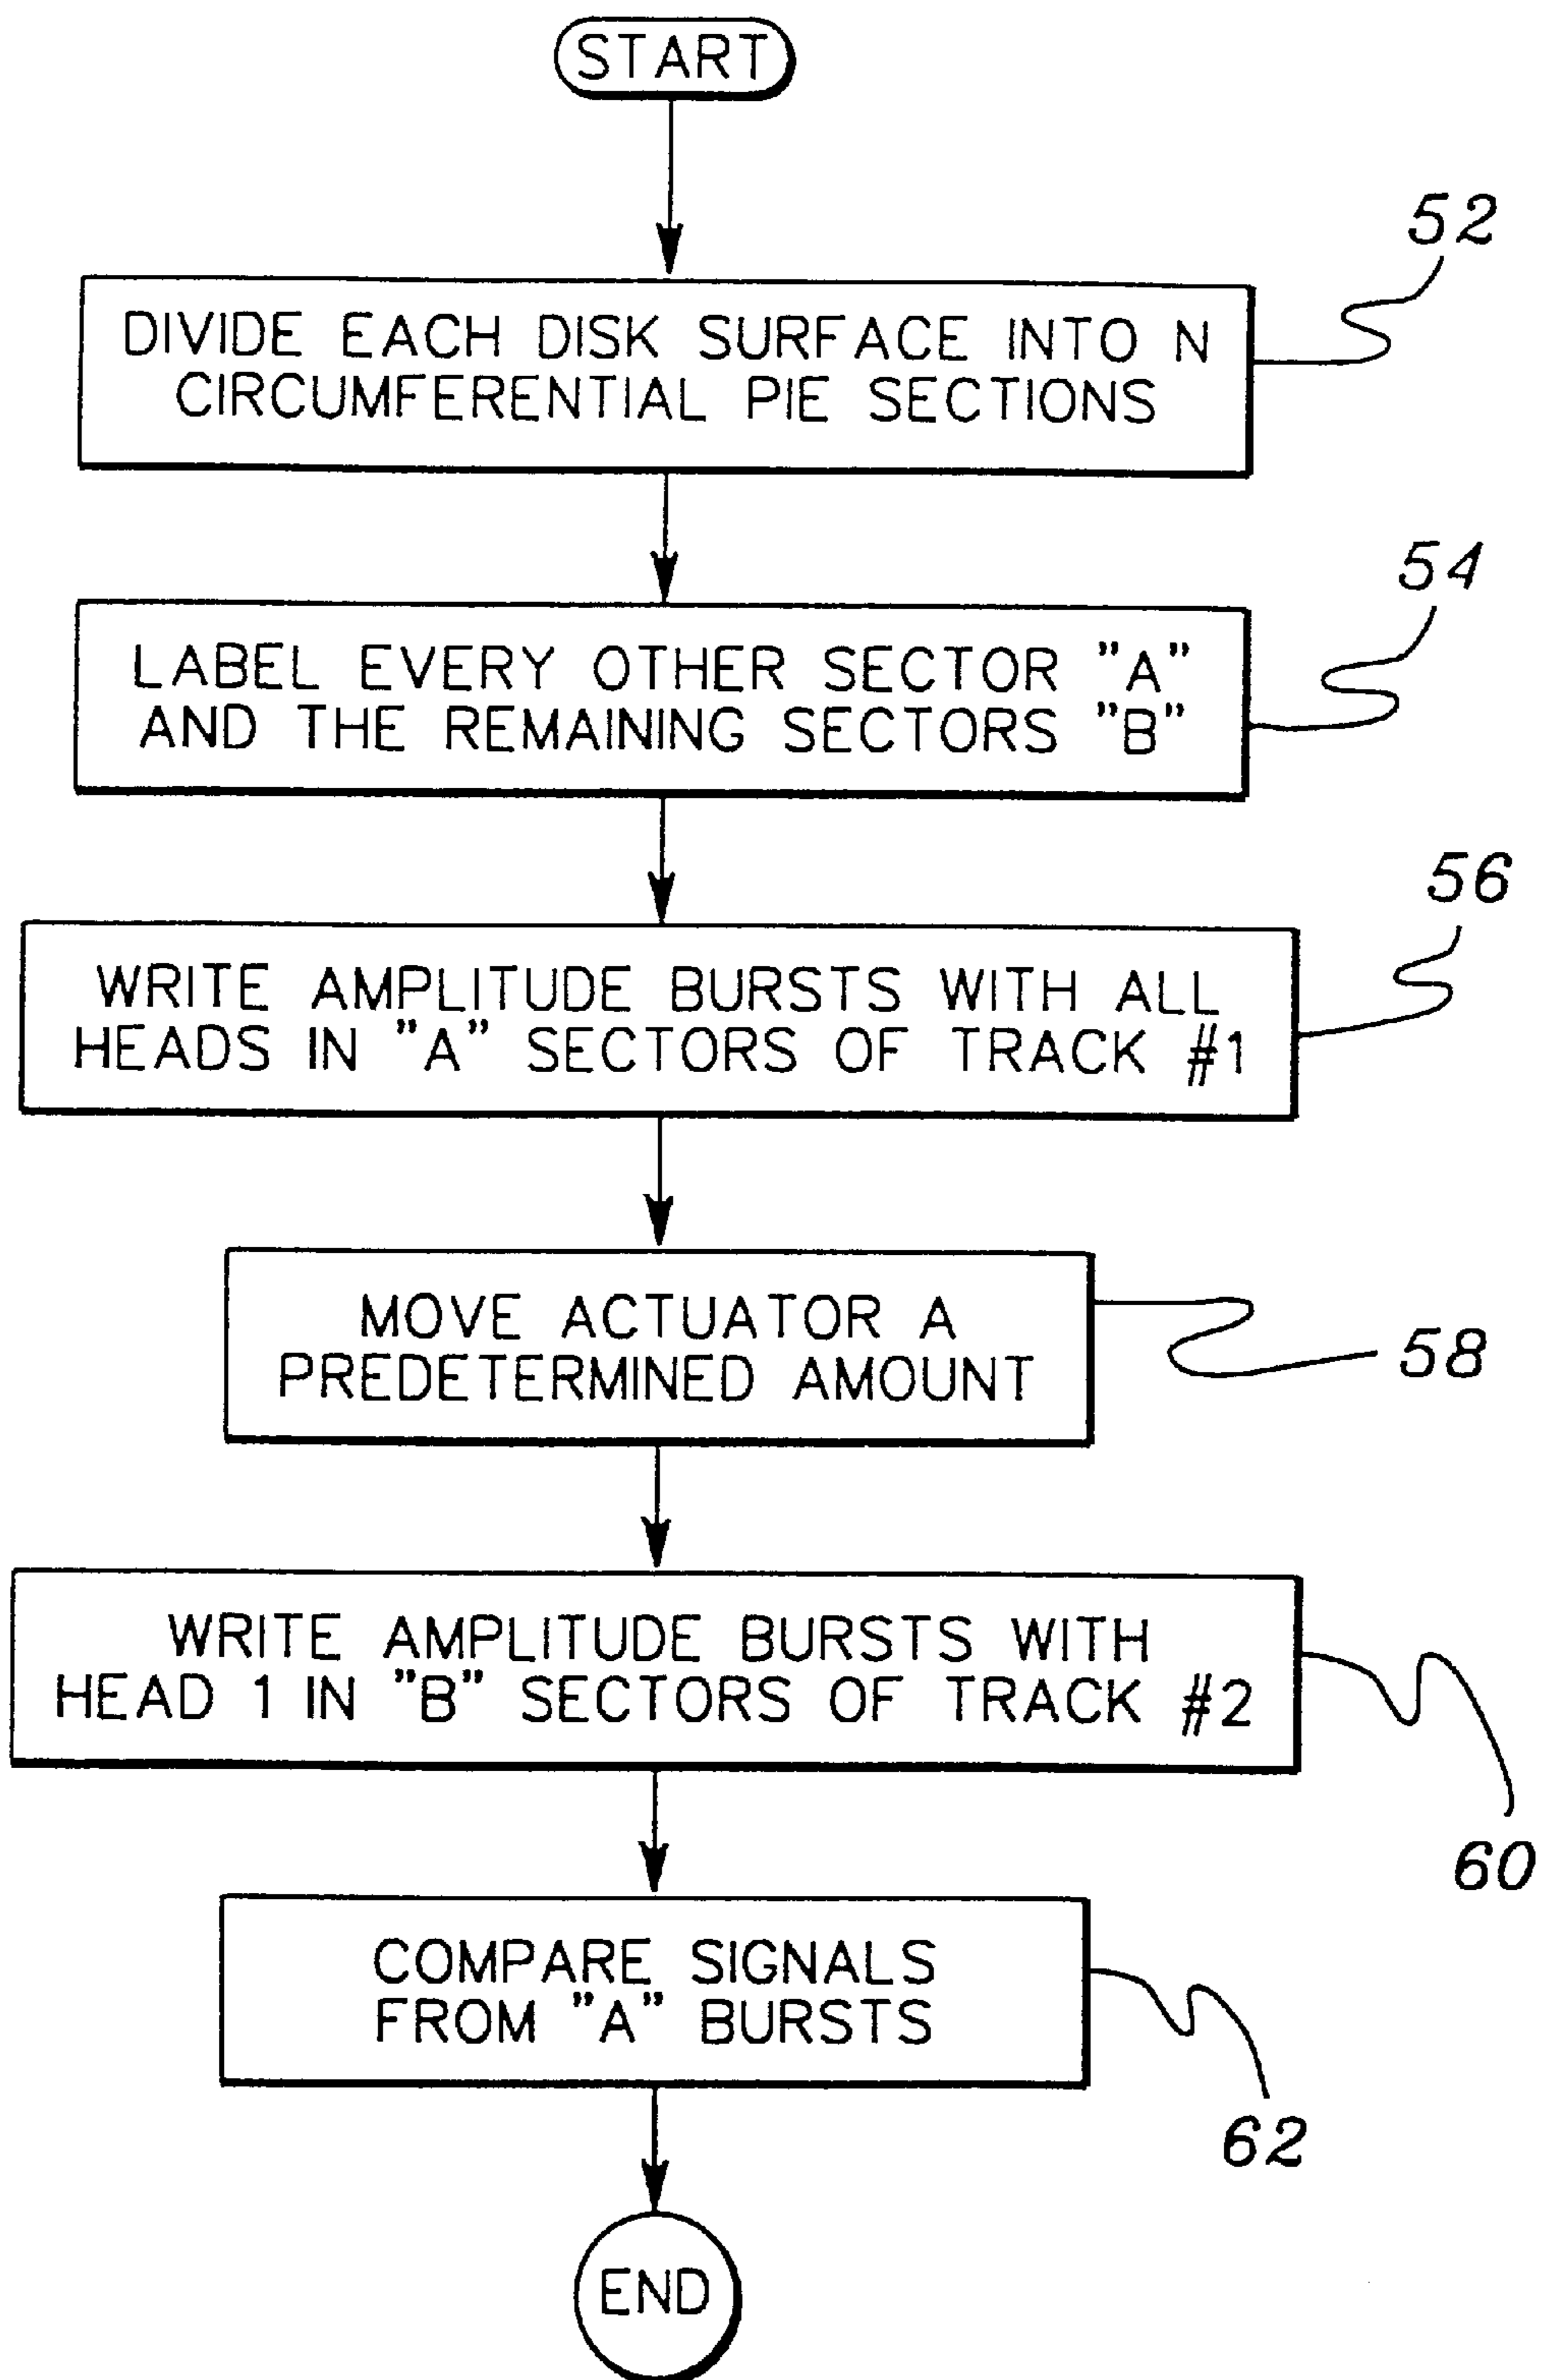 START
52
DIVIDE EACH DISK SURFACE INTO N
CIRCUMFERENTIAL PIE SECTIONS
54
LABEL EVERY OTHER SECTOR "A"
AND THE REMAINING SECTORS "B"
56
WRITE AMPLITUDE BURSTS WITH ALL
HEADS IN "A" SECTORS OF TRACK #1
MOVE ACTUATOR A
PREDETERMINED AMOUNT
58
WRITE AMPLITUDE BURSTS WITH
HEAD 1 IN "B" SECTORS OF TRACK #2
60
COMPARE SIGNALS
FROM "A" BURSTS
62
END